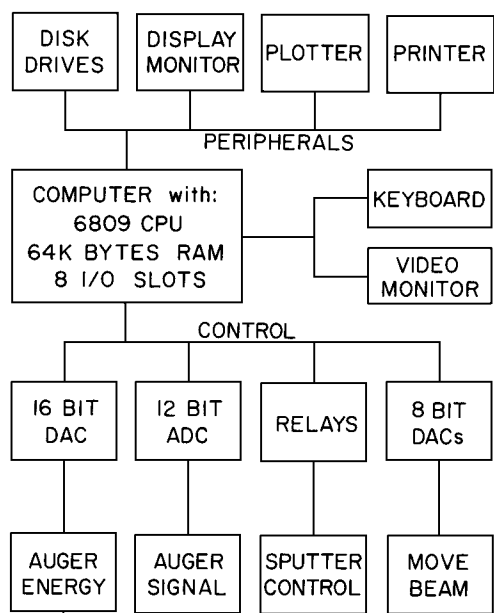 DISK
DRIVES
DISPLAY
MONITOR
PLOTTER
PRINTER
PERIPHERALS
COMPUTER with:
6809 CPU
64K BYTES RAM
8 I/O SLOTS
KEYBOARD
VIDEO
MONITOR
CONTROL
16 BIT
DAC
12 BIT
ADC
RELAYS
8 BIT
DACs
AUGER
ENERGY
AUGER
SIGNAL
SPUTTER
CONTROL
MOVE
BEAM